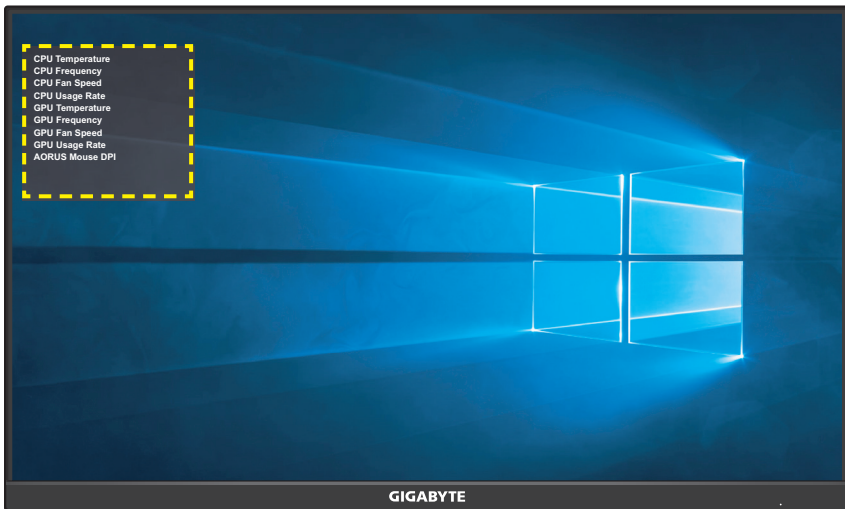 CPU Temperature
CPU Frequency
CPU Fan Speed
CPU Usage Rate
GPU Temperature
GPU Frequency
GPU Fan Speed
GPU Usage Rate
AORUS Mouse DPI
GIGABYTE